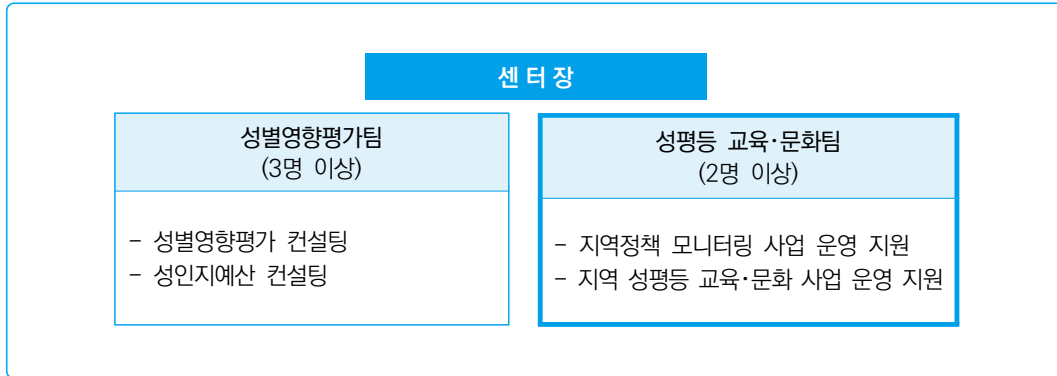 센터장
성별영향평가팀
(3명 이상)
- 성별영향평가 컨설팅
- 성인지예산 컨설팅
성평등 교육·문화팀
(2명 이상)
- 지역정책 모니터링 사업 운영 지원
- 지역 성평등 교육·문화 사업 운영 지원